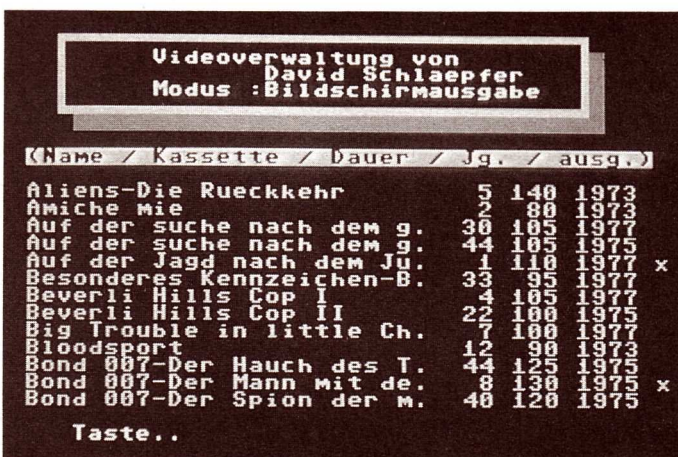 Videoverwaltung von
David Schlaepfer
Modus :Bildschirmausgabe
(Name / Kassette / Dauer / Jg. / ausg.)
Aliens-Die Rueckkehr 5 140 1973
Amiche mie 2 80 1973
Auf der suche nach dem g. 30 105 1977
Auf der suche nach dem g. 44 105 1975
Auf der Jagd nach dem Ju. 1 110 1977 x
Besonderes Kennzeichen-B. 33 95 1977
Beverli Hills Cop I 4 105 1977
Beverli Hills Cop II 22 100 1975
Big Trouble in little Ch. 7 100 1977
Bloodsport 12 90 1973
Bond 007-Der Hauch des T. 44 125 1975
Bond 007-Der Mann mit de. 8 130 1975 x
Bond 007-Der Spion der m. 40 120 1975
Taste..